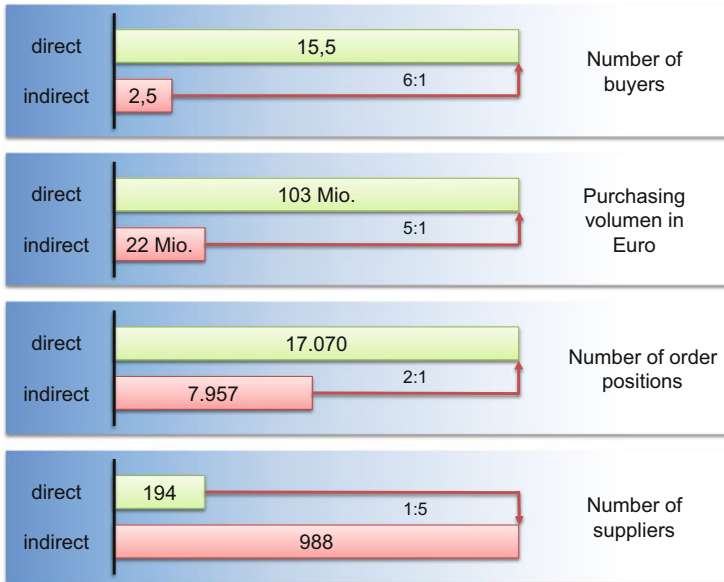 direct
15,5
indirect
2,5
6:1
Number of
buyers
direct
103 Mio.
indirect
22 Mio.
5:1
Purchasing
volumen in
Euro
direct
17.070
indirect
7.957
2:1
Number of order
positions
direct
194
indirect
988
1:5
Number of
suppliers